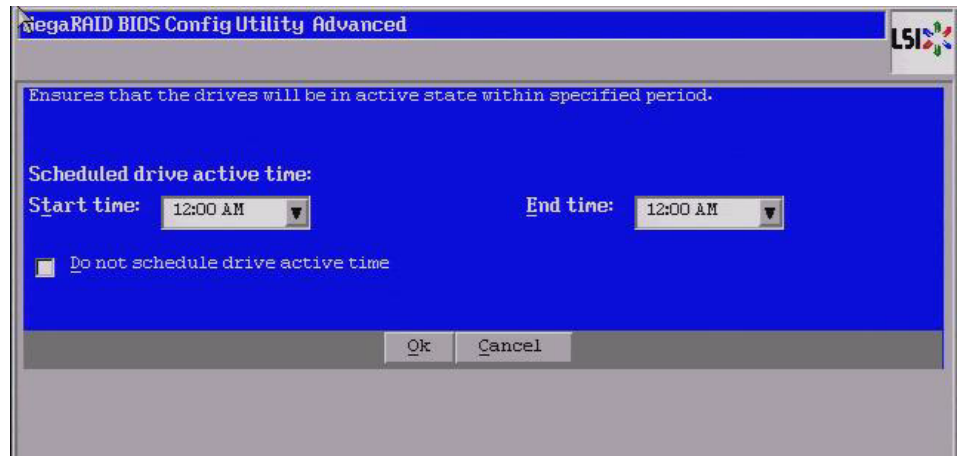 MegaRAID BIOS Config Utility Advanced
LSI
Ensures that the drives will be in active state within specified period.
Scheduled drive active time:
Start time: 12:00 AM End time: 12:00 AM
Do not schedule drive active time
Ok Cancel